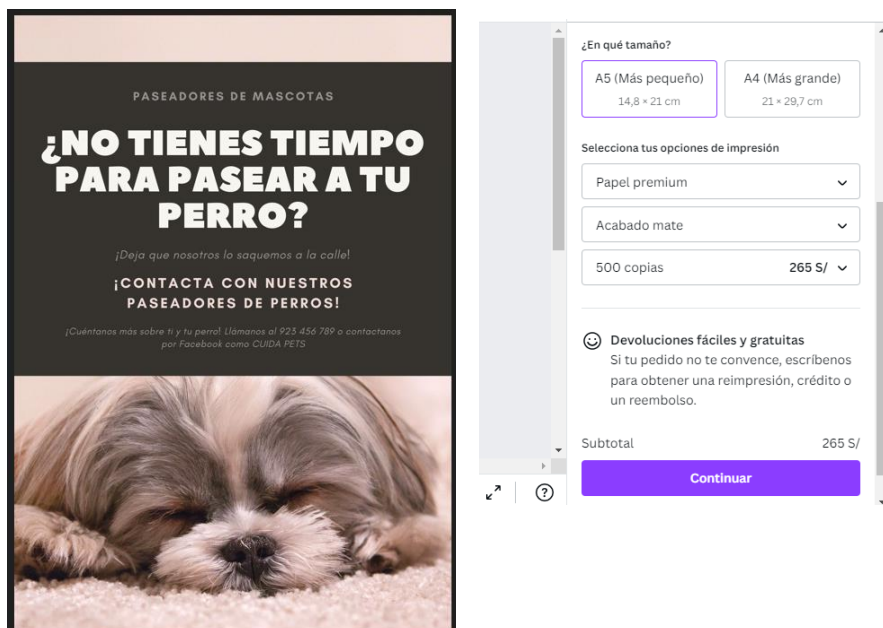 PASEADORES DE MASCOTAS
¿NO TIENES TIEMPO
PARA PASEAR A TU
PERRO?
¡Deja que nosotros lo saquemos a la calle!
¡CONTACTA CON NUESTROS
PASEADORES DE PERROS!
¡Cuéntanos más sobre ti y tu perro! Llámanos al 923 456 789 o contactanos
por Facebook como CUIDA PETS
¿En qué tamaño?
A5 (Más pequeño)
14,8 × 21 cm
A4 (Más grande)
21 × 29,7 cm
Selecciona tus opciones de impresión
Papel premium
Acabado mate
500 copias 265 S/
Devoluciones fáciles y gratuitas
Si tu pedido no te convence, escríbenos
para obtener una reimpresión, crédito o
un reembolso.
Subtotal 265 S/
Continuar
?